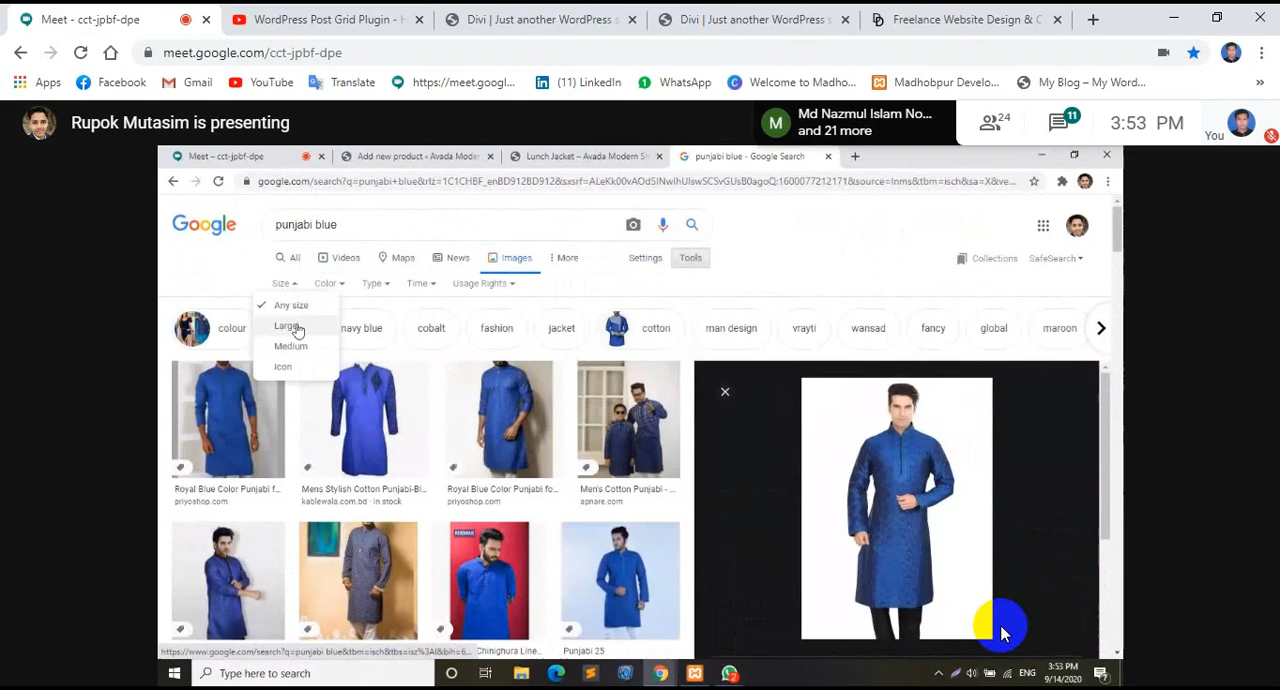 Meet - cct-jpbf-dpe
WordPress Post Grid Plugin - H
Divi | Just another WordPress s
Divi | Just another WordPress s
Freelance Website Design & C
meet.google.com/cct-jpbf-dpe
Apps
Facebook
Gmail
YouTube
Translate
https://meet.googl...
(11) LinkedIn
WhatsApp
Welcome to Madho...
Madhobpur Develo...
My Blog – My Word...
Rupok Mutasim is presenting
M
Md Nazmul Islam No...
and 21 more
24
11
3:53 PM
You
Meet – cct-jpbf-dpe
Add new product ‹ Avada Moder
Lunch Jacket – Avada Modern S
punjabi blue - Google Search
Google
punjabi blue
All
Videos
Maps
News
Images
More
Settings
Tools
Collections
SafeSearch
Size
Color
Type
Time
Usage Rights
Any size
Large
Medium
Icon
colour
navy blue
cobalt
fashion
jacket
cotton
man design
vrayti
wansad
fancy
global
maroon
Royal Blue Color Punjabi f...
priyoshop.com
Mens Stylish Cotton Punjabi-Bl...
kablewala.com.bd · In stock
Royal Blue Color Punjabi fo...
priyoshop.com
Men's Cotton Punjabi - ...
apnare.com
Chinighura Line...
Punjabi 25
Type here to search
2
ENG
3:53 PM
9/14/2020
7